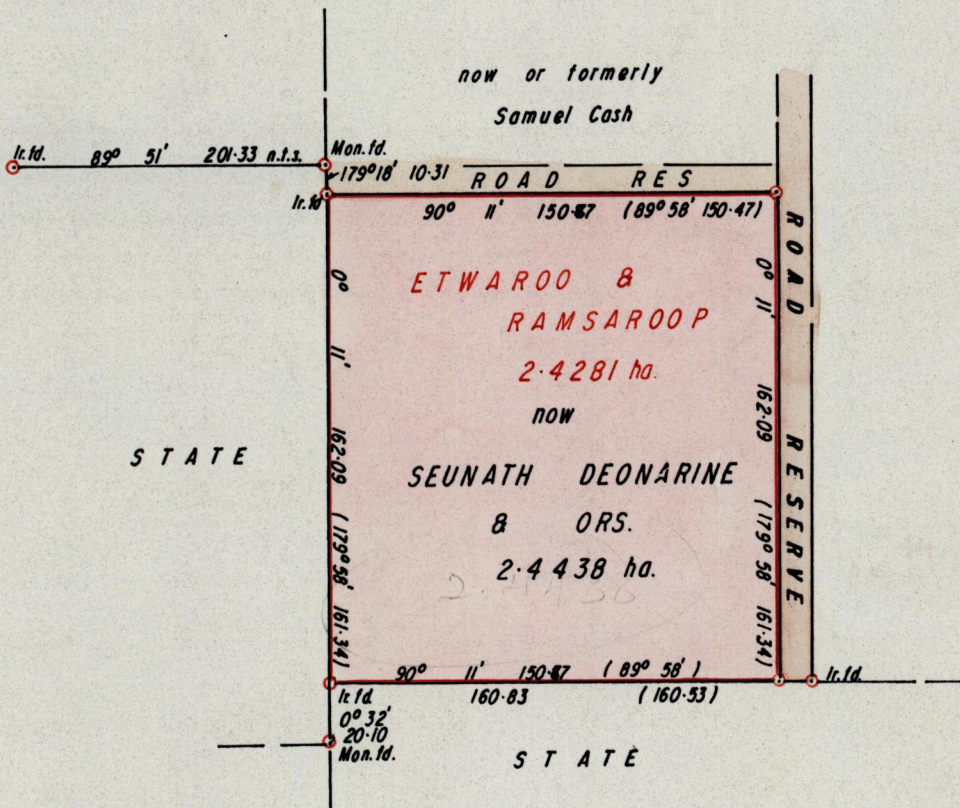 now or formerly
Samuel Cash
Ir. fd. 89° 51' 201·33 n.t.s. Mon. fd.
179° 18' 10·31
ROAD RES
Ir. fd
90° 11' (89° 58' 150·47)
0° 11' 162·09 (179° 58' 161·34)
ETWAROO &
RAMSAROOP
2·4281 ha.
now
SEUNATH DEONARINE
& ORS.
2·4438 ha.
STATE
0° 11' 162·09 (179° 58' 161·34)
ROAD RESERVE
90° 11' (89° 58')
Ir. fd.
Ir. fd
160·83 (160·53)
0° 32'
20·10
Mon. fd.
STATE